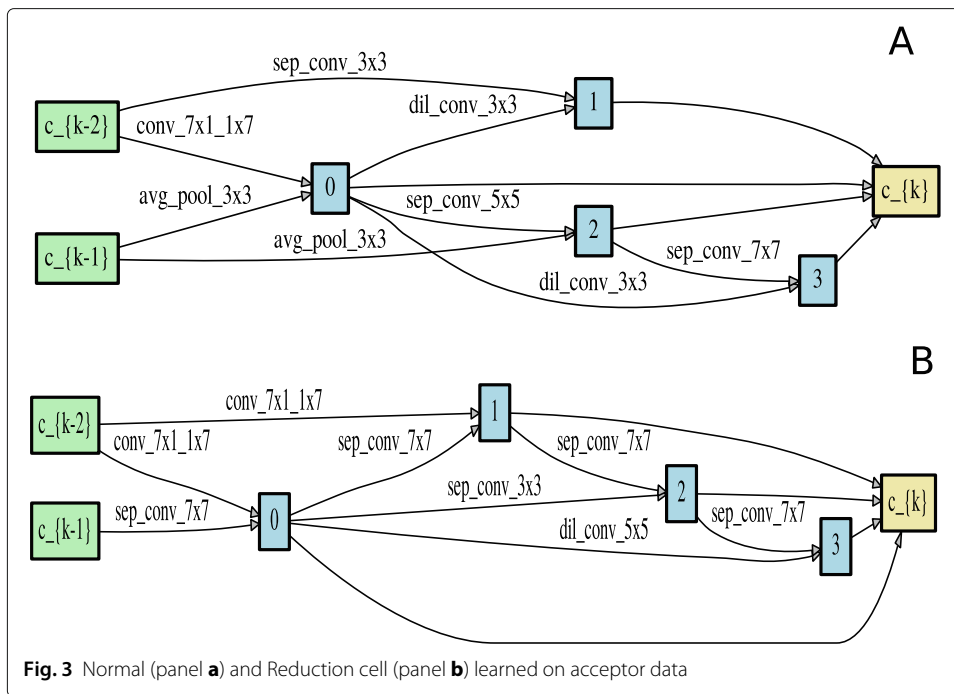 A
sep_conv_3x3
1
dil_conv_3x3
c_{k-2}
conv_7x1_1x7
0
c_{k}
avg_pool_3x3
sep_conv_5x5
2
c_{k-1}
avg_pool_3x3
sep_conv_7x7
3
dil_conv_3x3
B
conv_7x1_1x7
1
c_{k-2}
conv_7x1_1x7
sep_conv_7x7
sep_conv_7x7
sep_conv_3x3
2
c_{k}
sep_conv_7x7
0
sep_conv_7x7
c_{k-1}
dil_conv_5x5
3
Fig. 3 Normal (panel a) and Reduction cell (panel b) learned on acceptor data